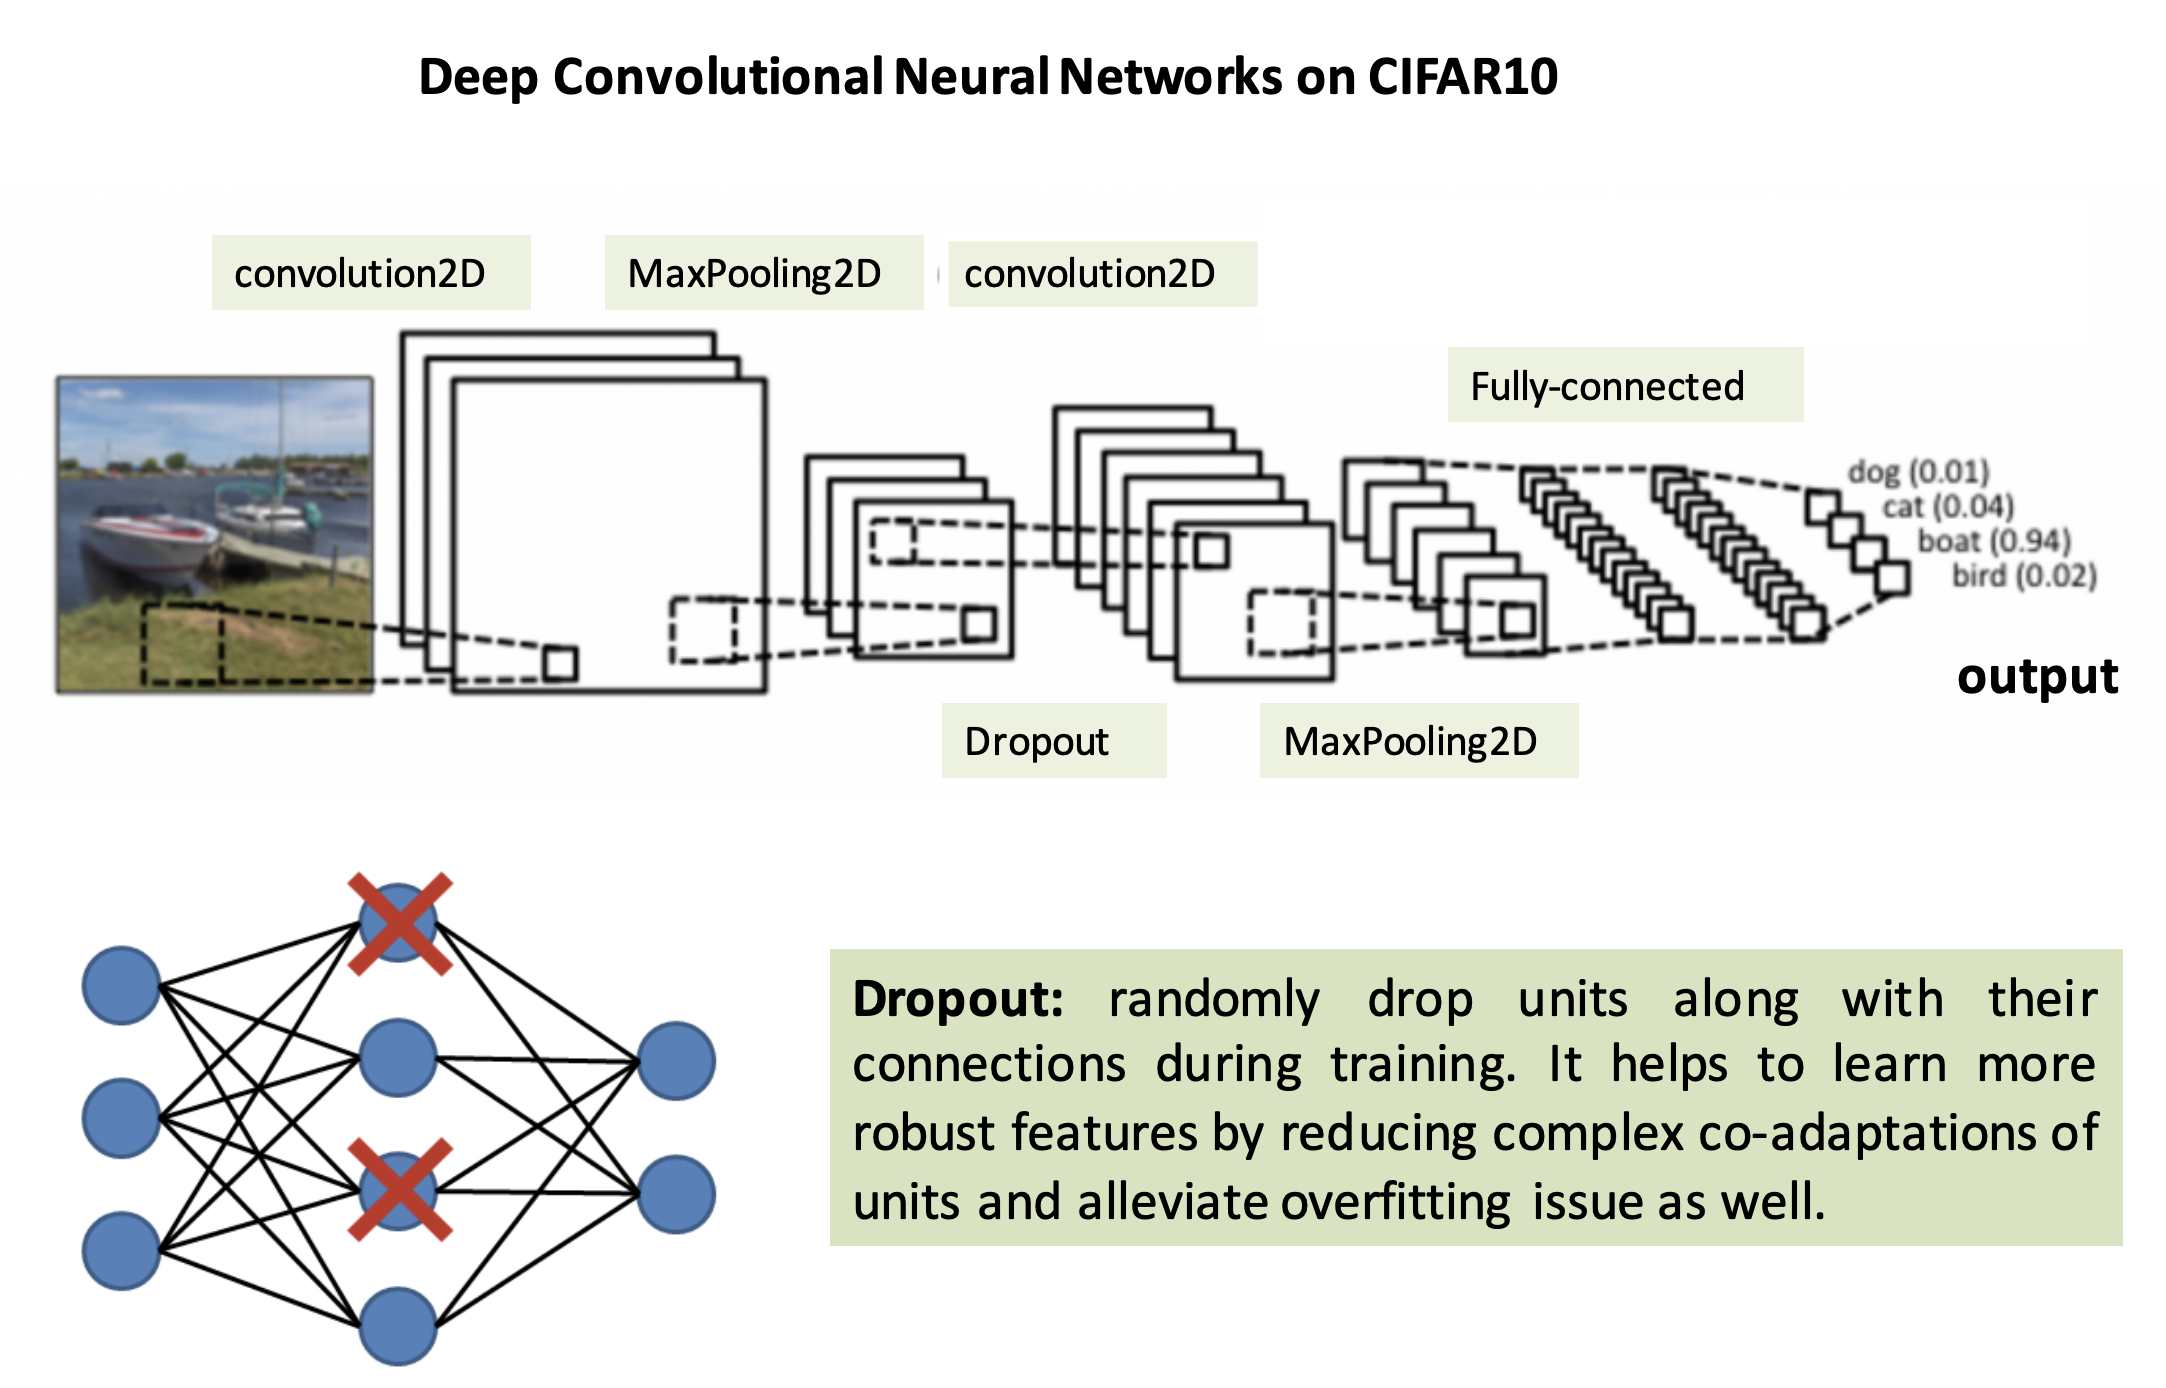 Deep Convolutional Neural Networks on CIFAR10
convolution2D
MaxPooling2D
convolution2D
Fully-connected
dog (0.01)
cat (0.04)
boat (0.94)
bird (0.02)
output
Dropout
MaxPooling2D
Dropout: randomly drop units along with their
connections during training. It helps to learn more
robust features by reducing complex co-adaptations of
units and alleviate overfitting issue as well.